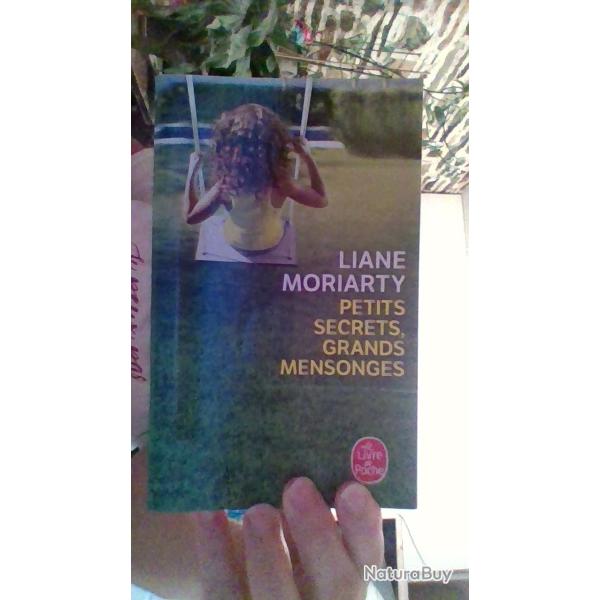 LIANE
MORIARTY
PETITS
SECRETS,
GRANDS
MENSONGES
Le
Livre
de
Poche
NaturaBuy